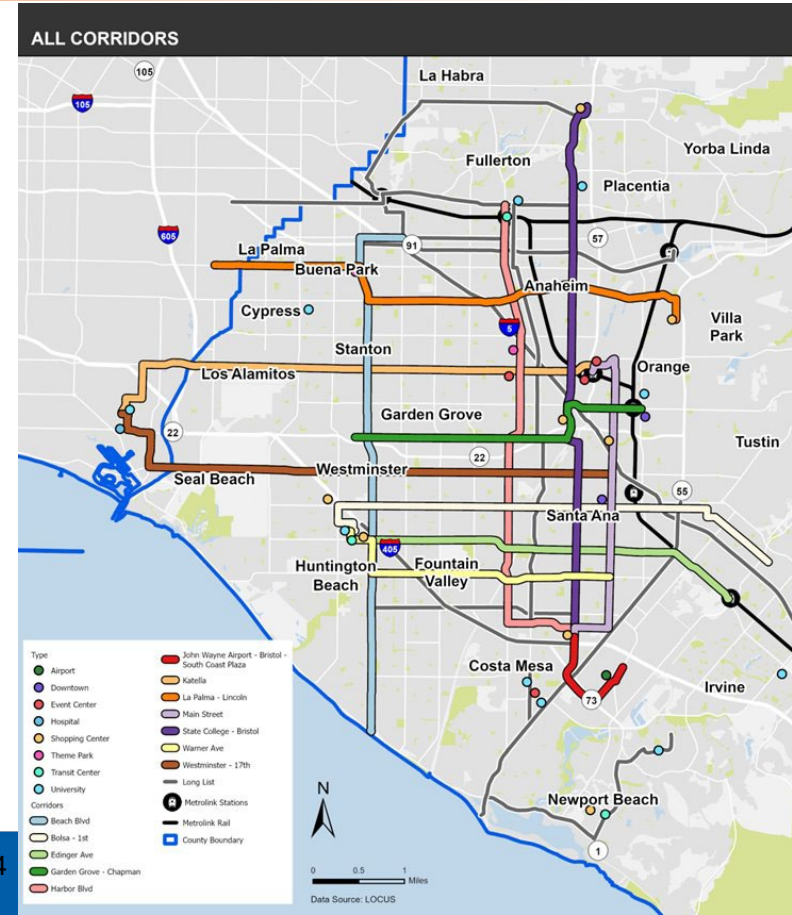 ALL CORRIDORS
105
105
La Habra
Yorba Linda
Fullerton
Placentia
605
57
La Palma
91
Buena Park
Anaheim
Cypress
Villa
Park
5
Stanton
Los Alamitos
Orange
Garden Grove
22
22
Tustin
Westminster
Seal Beach
55
Santa Ana
405
Huntington
Beach
Fountain
Valley
Costa Mesa
Irvine
73
Newport Beach
1
Type
Airport
Downtown
Event Center
Hospital
Shopping Center
Theme Park
Transit Center
University
Corridors
Beach Blvd
Bolsa - 1st
Edinger Ave
Garden Grove - Chapman
Harbor Blvd
John Wayne Airport - Bristol -
South Coast Plaza
Katella
La Palma - Lincoln
Main Street
State College - Bristol
Warner Ave
Westminster - 17th
Long List
Metrolink Stations
Metrolink Rail
County Boundary
N
0 0.5 1
Miles
Data Source: LOCUS
4